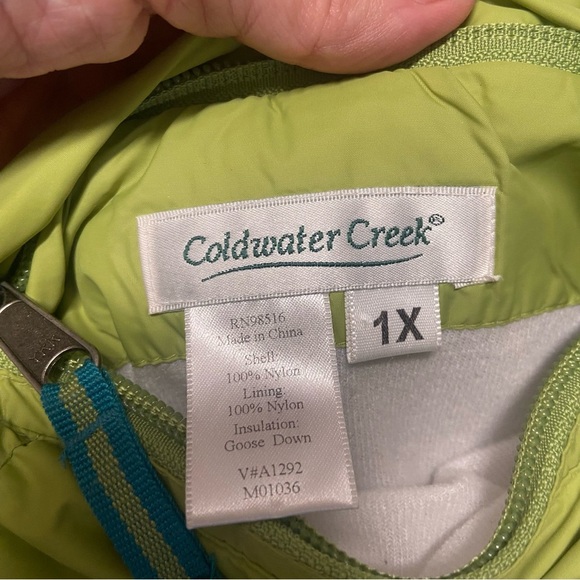 Coldwater Creek®
RN98516
Made in China
Shell:
100% Nylon
Lining:
100% Nylon
Insulation:
Goose Down
V#A1292
M01036
1X